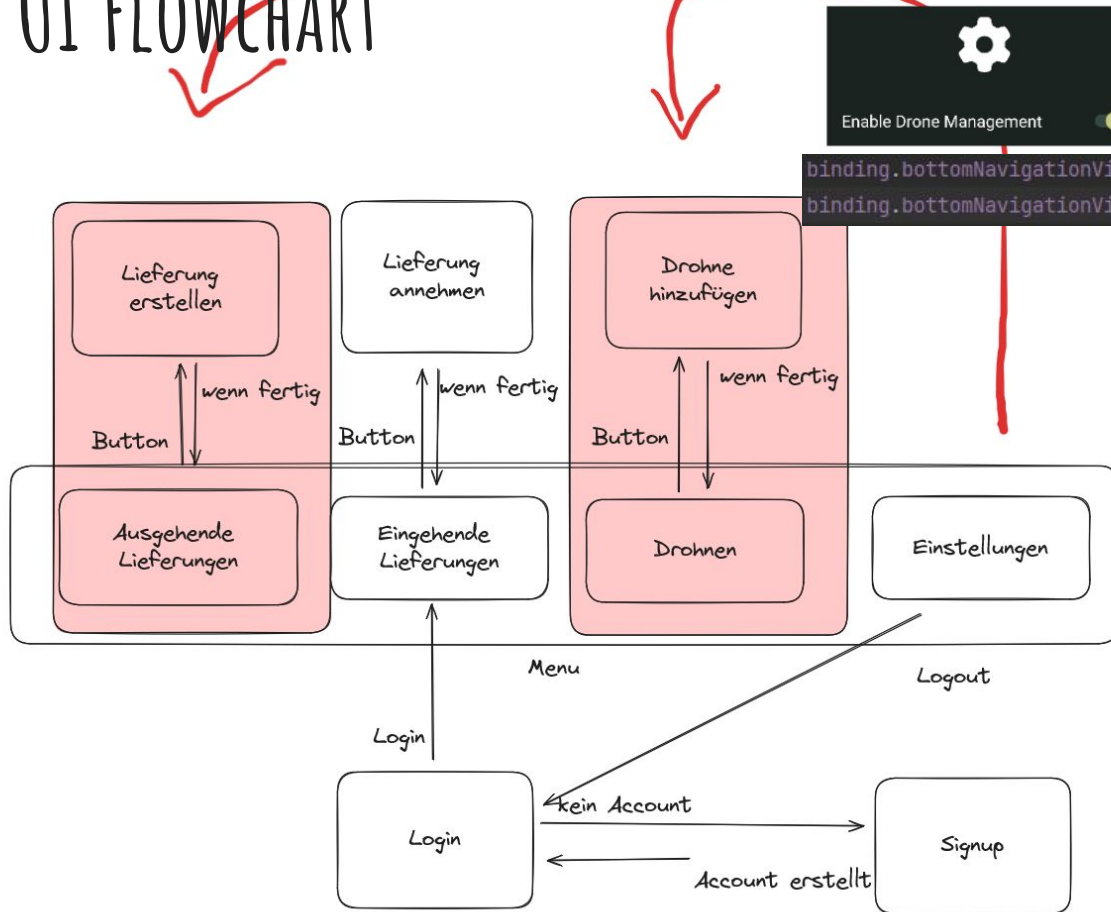 UI FLOWCHART
Enable Drone Management
binding.bottomNavigationVi
binding.bottomNavigationVi
Lieferung
erstellen
Lieferung
annehmen
Drohne
hinzufügen
wenn fertig
wenn fertig
wenn fertig
Button
Button
Button
Ausgehende
Lieferungen
Eingehende
Lieferungen
Drohnen
Einstellungen
Menu
Logout
Login
kein Account
Login
Signup
Account erstellt